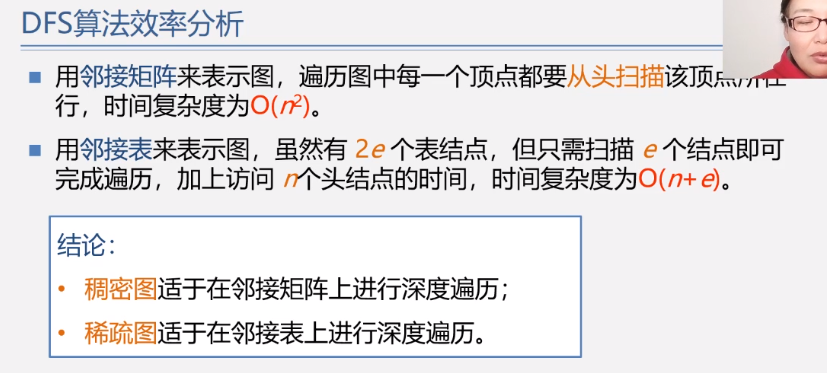 DFS算法效率分析
■ 用邻接矩阵来表示图，遍历图中每一个顶点都要从头扫描该顶点所在
行，时间复杂度为O(n²)。
■ 用邻接表来表示图，虽然有 2e 个表结点，但只需扫描 e 个结点即可
完成遍历，加上访问 n个头结点的时间，时间复杂度为O(n+e)。
结论：
• 稠密图适于在邻接矩阵上进行深度遍历；
• 稀疏图适于在邻接表上进行深度遍历。